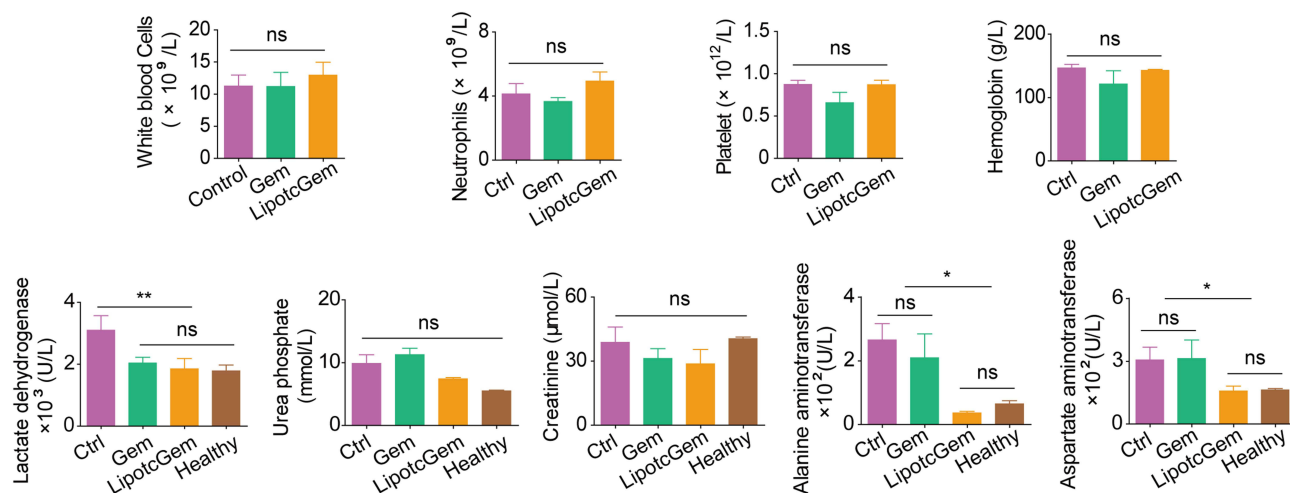 White blood Cells
( × 10⁹ /L)
20
15
10
5
0
ns
Control
Gem
LipotcGem
Neutrophils (× 10⁹/L)
8
4
0
ns
Ctrl
Gem
LipotcGem
Platelet (× 10¹²/L)
1.5
1.0
0.5
0
ns
Ctrl
Gem
LipotcGem
Hemoglobin (g/L)
200
150
100
0
ns
Ctrl
Gem
LipotcGem
Lactate dehydrogenase
×10³ (U/L)
4
2
0
**
ns
Ctrl
Gem
LipotcGem
Healthy
Urea phosphate
(mmol/L)
20
10
0
ns
Ctrl
Gem
LipotcGem
Healthy
Creatinine (μmol/L)
60
30
0
ns
Ctrl
Gem
LipotcGem
Healthy
Alanine aminotransferase
×10²(U/L)
4
2
0
*
ns
ns
Ctrl
Gem
LipotcGem
Healthy
Aspartate aminotransferase
×10²(U/L)
6
3
0
*
ns
ns
Ctrl
Gem
LipotcGem
Healthy